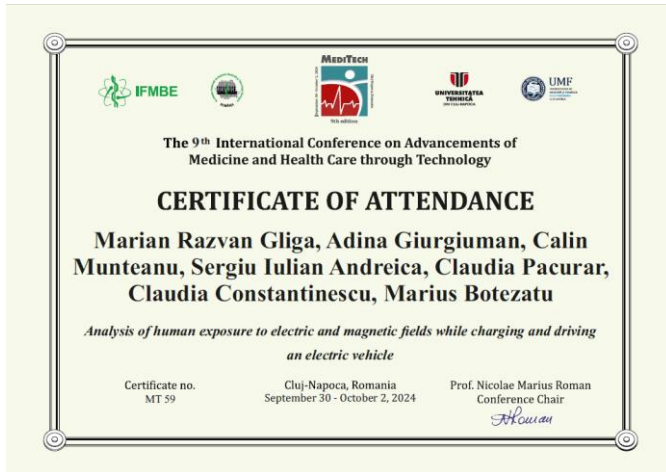 IFMBE
MEDITECH
9th edition
UNIVERSITATEA
TEHNICĂ
UMF
The 9th International Conference on Advancements of
Medicine and Health Care through Technology
CERTIFICATE OF ATTENDANCE
Marian Razvan Gliga, Adina Giurgiuman, Calin
Munteanu, Sergiu Iulian Andreica, Claudia Pacurar,
Claudia Constantinescu, Marius Botezatu
Analysis of human exposure to electric and magnetic fields while charging and driving
an electric vehicle
Certificate no.
MT 59
Cluj-Napoca, Romania
September 30 - October 2, 2024
Prof. Nicolae Marius Roman
Conference Chair